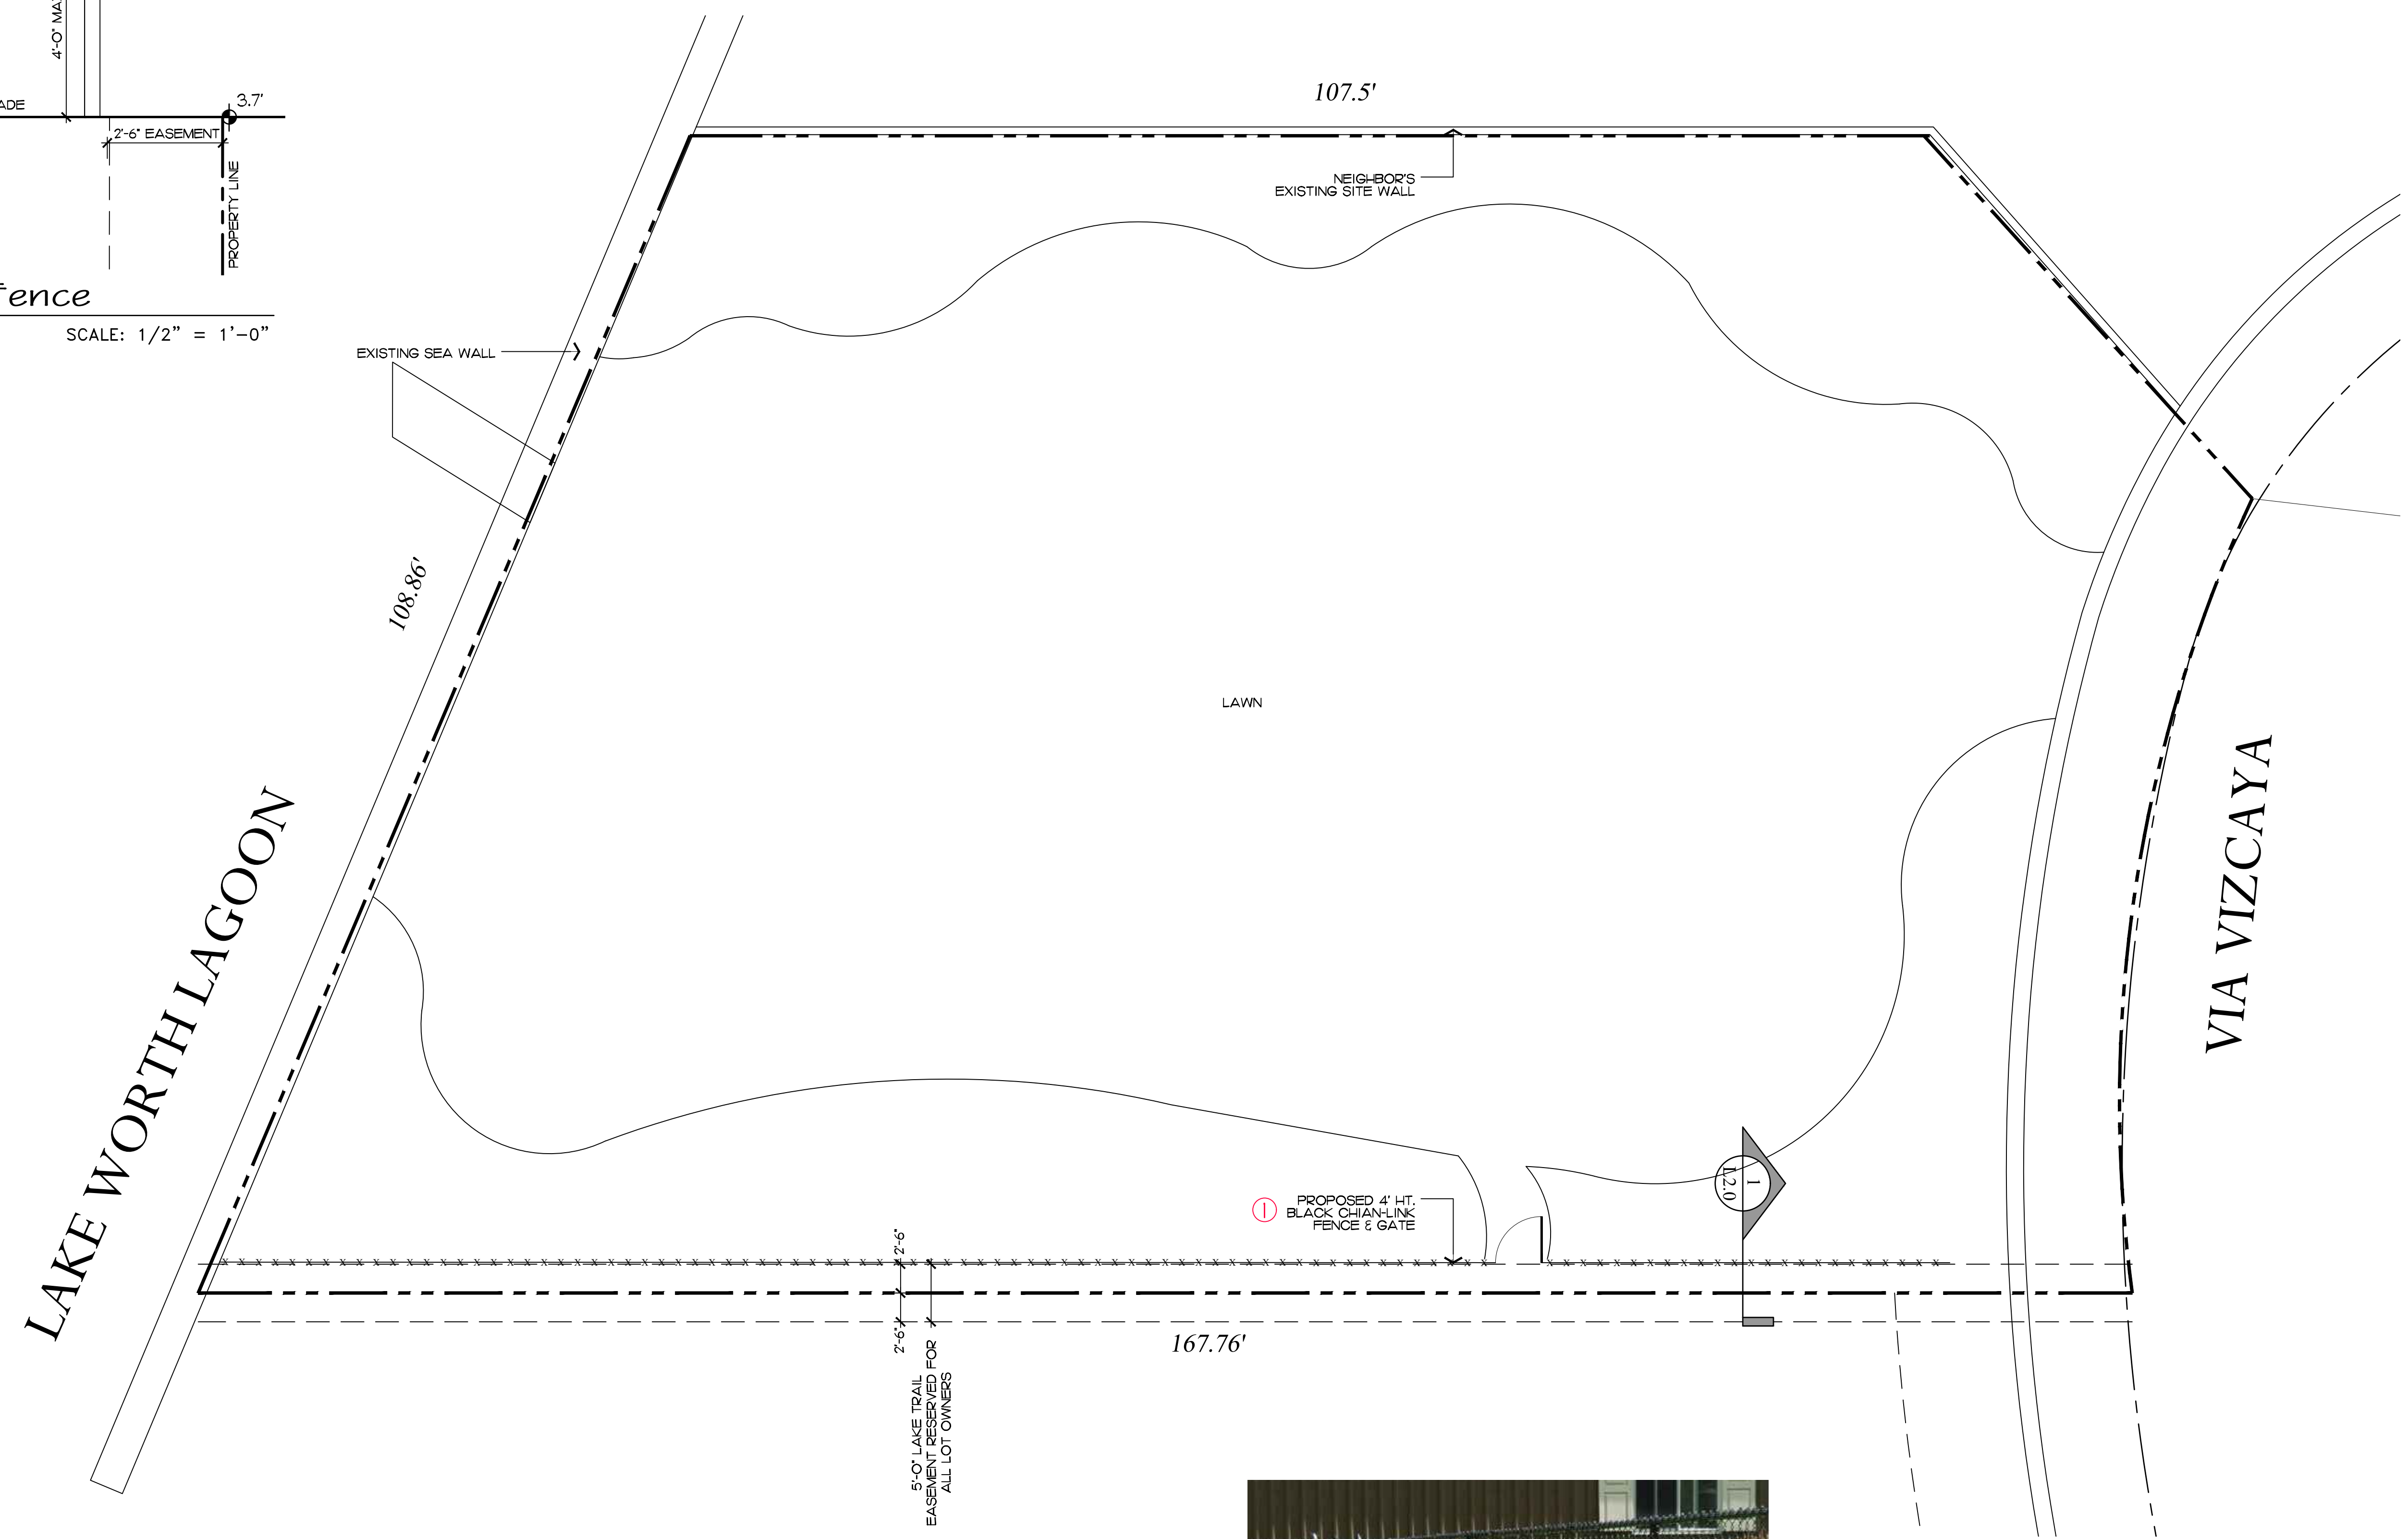 4'-0"
3.7'
2'-6" EASEMENT
PROPERTY LINE
SCALE: 1/2" = 1'-0"
107.5'
NEIGHBOR'S
EXISTING SITE WALL
EXISTING SEA WALL
108.86'
LAWN
LAKE WORTH LAGOON
VIA VIZCAYA
1
L2.0
1
PROPOSED 4' HT.
BLACK CHIAN-LINK
FENCE & GATE
2'-6"
2'-6"
167.76'
5'-0" LAKE TRAIL
EASEMENT RESERVED FOR
ALL LOT OWNERS